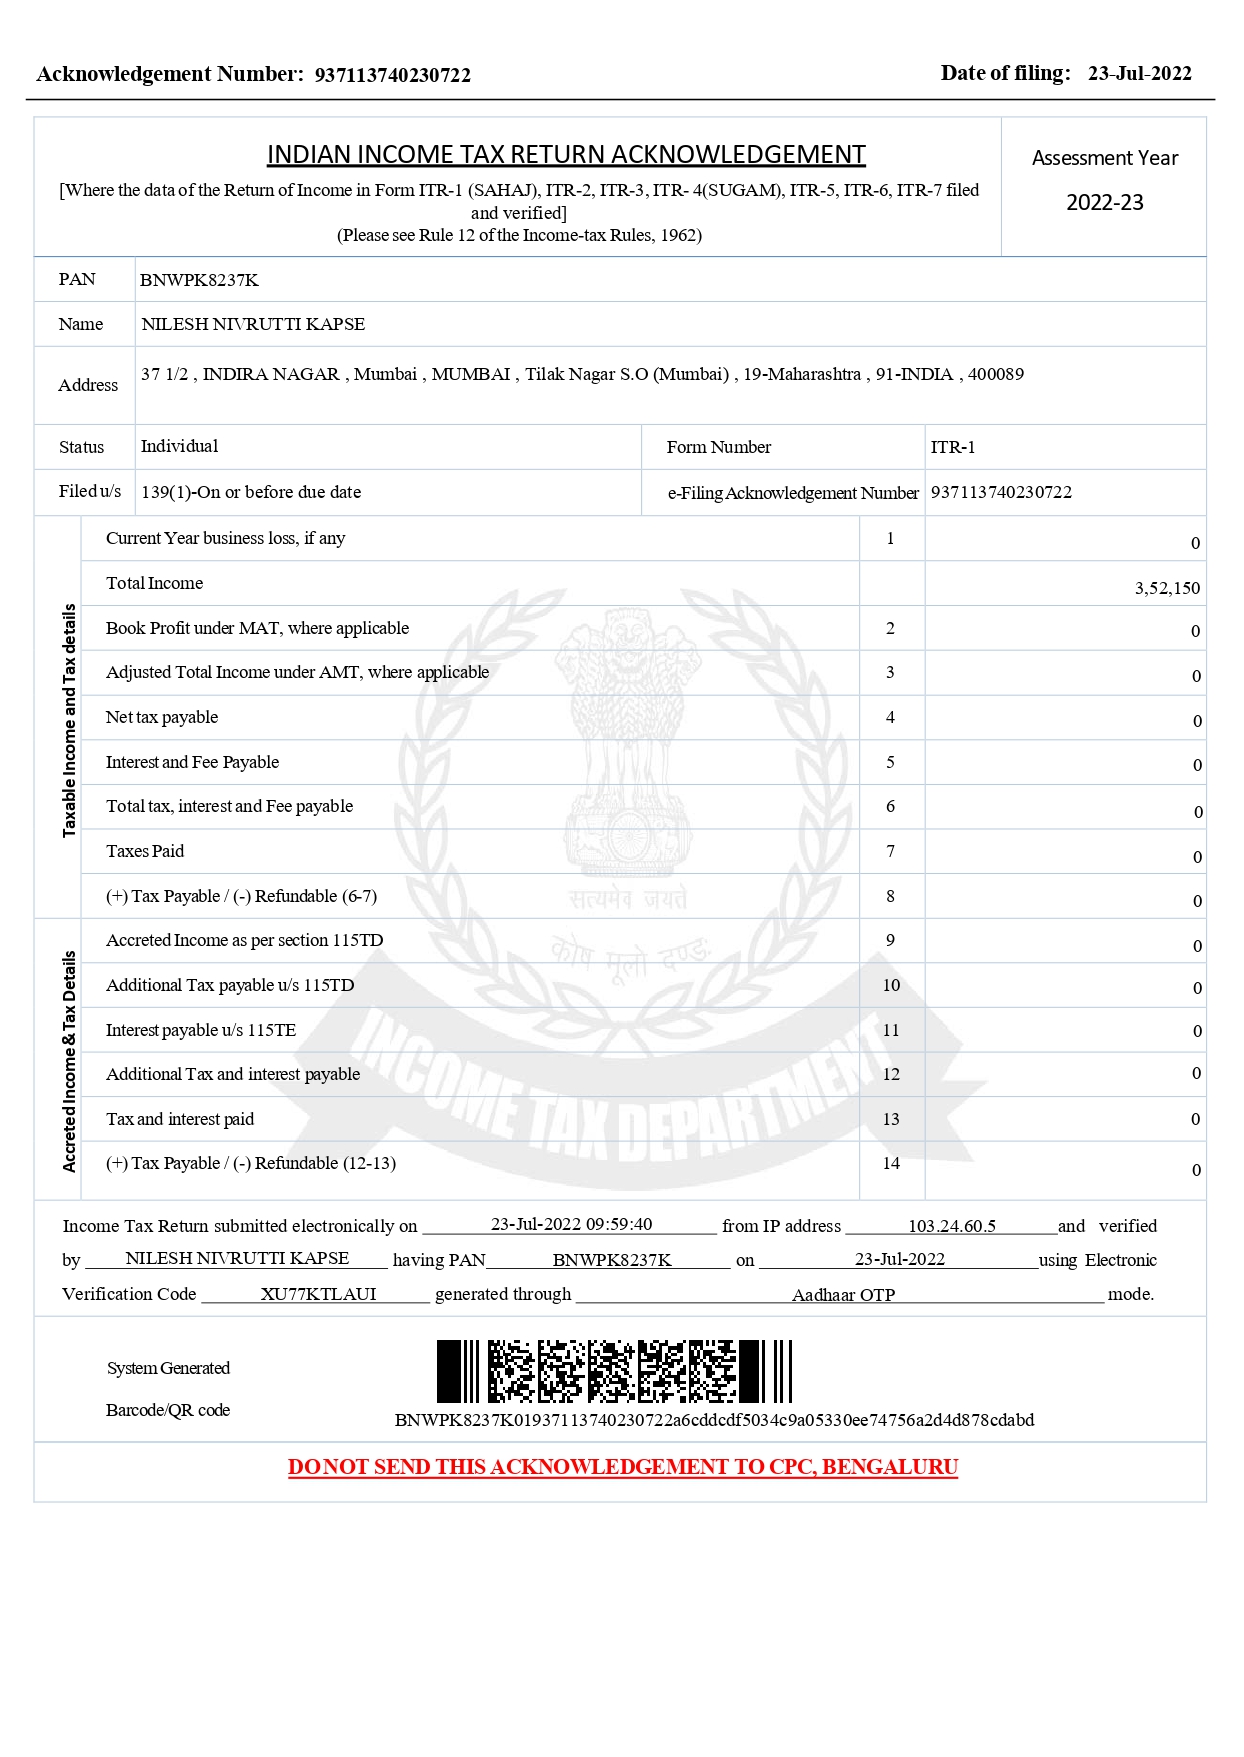 Acknowledgement Number: 937113740230722 Date of filing: 23-Jul-2022
INDIAN INCOME TAX RETURN ACKNOWLEDGEMENT
[Where the data of the Return of Income in Form ITR-1 (SAHAJ), ITR-2, ITR-3, ITR- 4(SUGAM), ITR-5, ITR-6, ITR-7 filed
and verified]
(Please see Rule 12 of the Income-tax Rules, 1962)
Assessment Year
2022-23
PAN BNWPK8237K
Name NILESH NIVRUTTI KAPSE
Address 37 1/2 , INDIRA NAGAR , Mumbai , MUMBAI , Tilak Nagar S.O (Mumbai) , 19-Maharashtra , 91-INDIA , 400089
Status Individual Form Number ITR-1
Filed u/s 139(1)-On or before due date e-Filing Acknowledgement Number 937113740230722
Taxable Income and Tax details
Current Year business loss, if any 1 0
Total Income 3,52,150
Book Profit under MAT, where applicable 2 0
Adjusted Total Income under AMT, where applicable 3 0
Net tax payable 4 0
Interest and Fee Payable 5 0
Total tax, interest and Fee payable 6 0
Taxes Paid 7 0
(+) Tax Payable / (-) Refundable (6-7) 8 0
Accreted Income & Tax Details
Accreted Income as per section 115TD 9 0
Additional Tax payable u/s 115TD 10 0
Interest payable u/s 115TE 11 0
Additional Tax and interest payable 12 0
Tax and interest paid 13 0
(+) Tax Payable / (-) Refundable (12-13) 14 0
सत्यमेव जयते
कोष मूलो दण्डः
INCOME TAX DEPARTMENT
Income Tax Return submitted electronically on 23-Jul-2022 09:59:40 from IP address 103.24.60.5 and verified
by NILESH NIVRUTTI KAPSE having PAN BNWPK8237K on 23-Jul-2022 using Electronic
Verification Code XU77KTLAUI generated through Aadhaar OTP mode.
System Generated
Barcode/QR code
BNWPK8237K01937113740230722a6cddcdf5034c9a05330ee74756a2d4d878cdabd
DO NOT SEND THIS ACKNOWLEDGEMENT TO CPC, BENGALURU